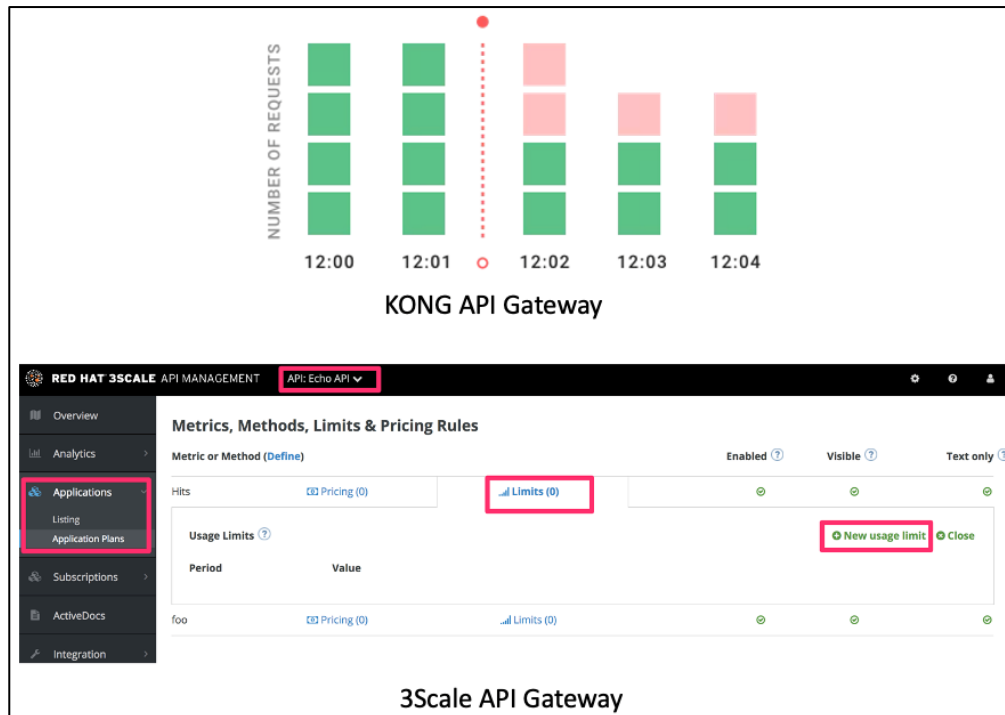 NUMBER OF REQUESTS
12:00 12:01 12:02 12:03 12:04
KONG API Gateway
RED HAT 3SCALE API MANAGEMENT API: Echo API
Overview
Analytics
Applications
Listing
Application Plans
Subscriptions
ActiveDocs
Integration
Metrics, Methods, Limits & Pricing Rules
Metric or Method (Define) Enabled ? Visible ? Text only ?
Hits Pricing (0) Limits (0)
Usage Limits ? New usage limit Close
Period Value
foo Pricing (0) Limits (0)
3Scale API Gateway